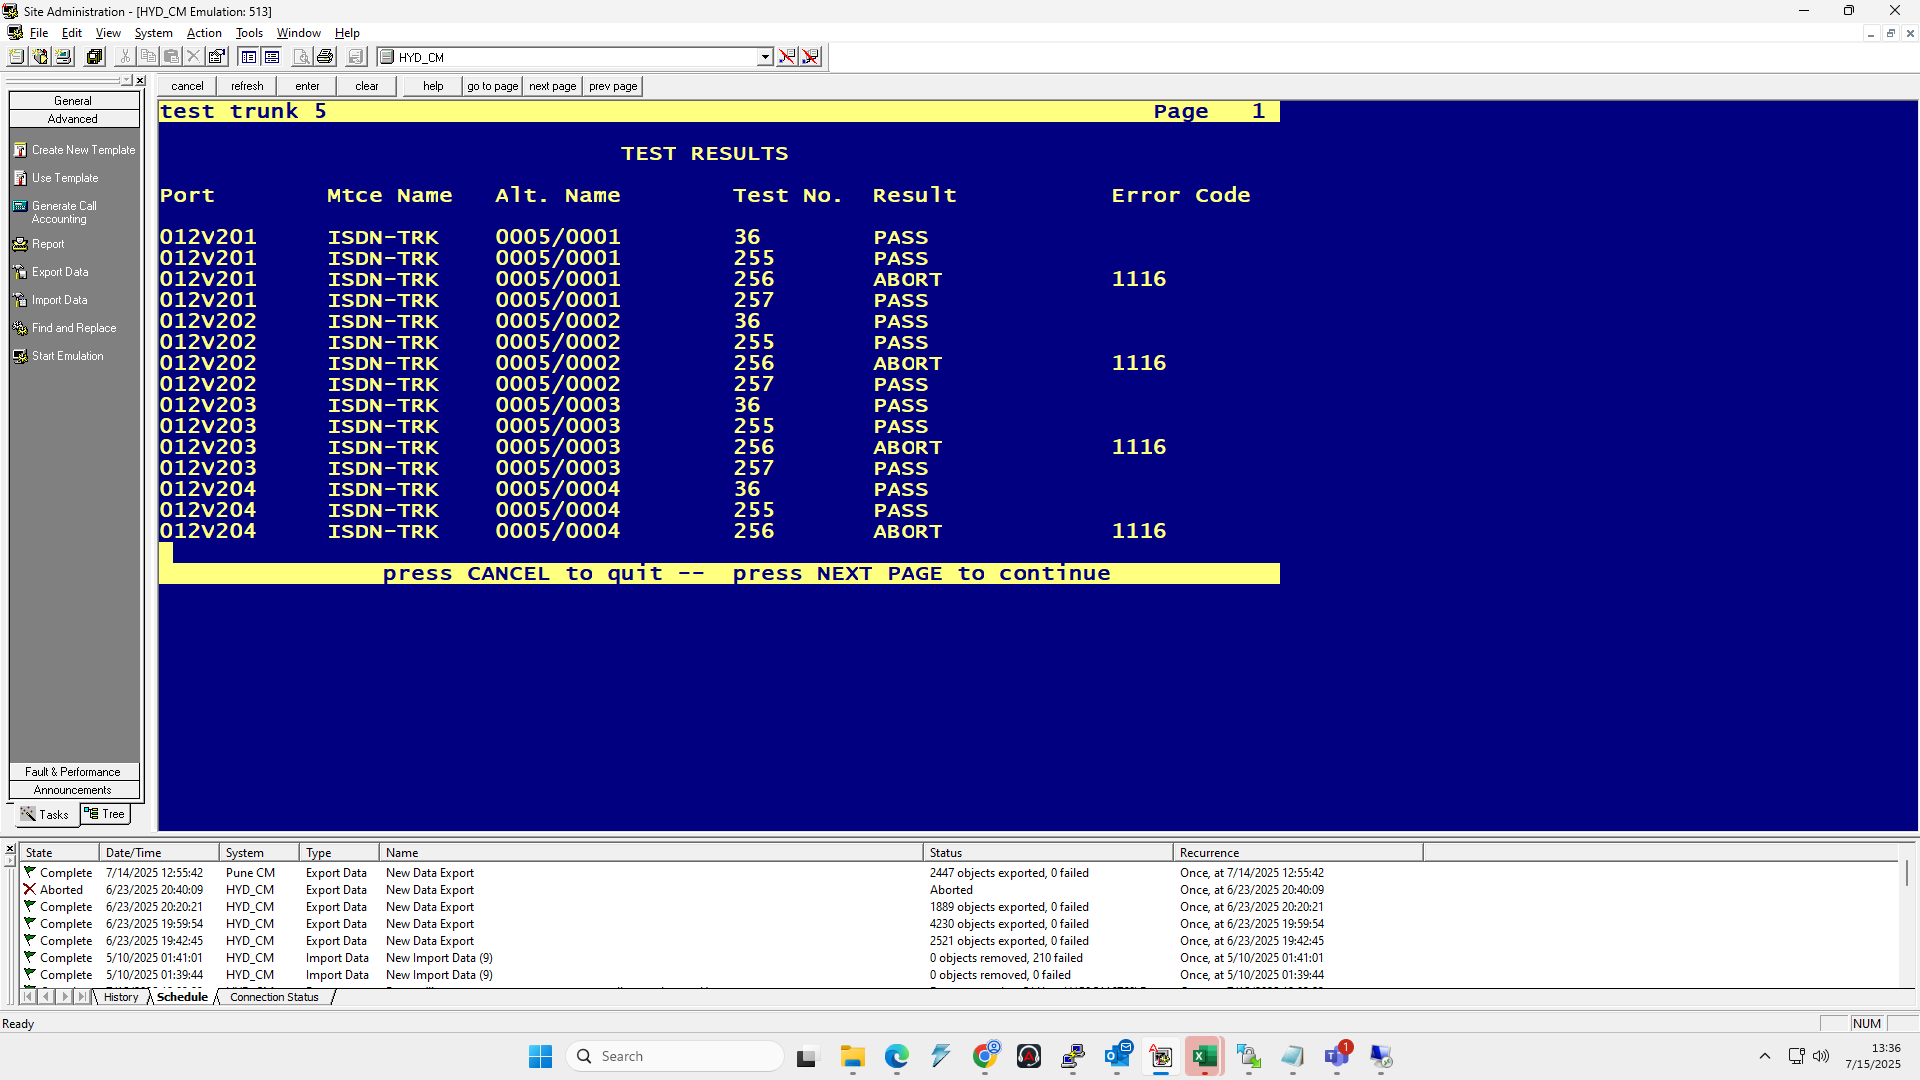 Site Administration - [HYD_CM Emulation: 513]
File Edit View System Action Tools Window Help
HYD_CM
cancel refresh enter clear help go to page next page prev page
General
Advanced
Create New Template
Use Template
Generate Call
Accounting
Report
Export Data
Import Data
Find and Replace
Start Emulation
Fault & Performance
Announcements
Tasks Tree
test trunk 5 Page 1
TEST RESULTS
Port Mtce Name Alt. Name Test No. Result Error Code
012V201 ISDN-TRK 0005/0001 36 PASS
012V201 ISDN-TRK 0005/0001 255 PASS
012V201 ISDN-TRK 0005/0001 256 ABORT 1116
012V201 ISDN-TRK 0005/0001 257 PASS
012V202 ISDN-TRK 0005/0002 36 PASS
012V202 ISDN-TRK 0005/0002 255 PASS
012V202 ISDN-TRK 0005/0002 256 ABORT 1116
012V202 ISDN-TRK 0005/0002 257 PASS
012V203 ISDN-TRK 0005/0003 36 PASS
012V203 ISDN-TRK 0005/0003 255 PASS
012V203 ISDN-TRK 0005/0003 256 ABORT 1116
012V203 ISDN-TRK 0005/0003 257 PASS
012V204 ISDN-TRK 0005/0004 36 PASS
012V204 ISDN-TRK 0005/0004 255 PASS
012V204 ISDN-TRK 0005/0004 256 ABORT 1116
press CANCEL to quit -- press NEXT PAGE to continue
State Date/Time System Type Name Status Recurrence
Complete 7/14/2025 12:55:42 Pune CM Export Data New Data Export 2447 objects exported, 0 failed Once, at 7/14/2025 12:55:42
Aborted 6/23/2025 20:40:09 HYD_CM Export Data New Data Export Aborted Once, at 6/23/2025 20:40:09
Complete 6/23/2025 20:20:21 HYD_CM Export Data New Data Export 1889 objects exported, 0 failed Once, at 6/23/2025 20:20:21
Complete 6/23/2025 19:59:54 HYD_CM Export Data New Data Export 4230 objects exported, 0 failed Once, at 6/23/2025 19:59:54
Complete 6/23/2025 19:42:45 HYD_CM Export Data New Data Export 2521 objects exported, 0 failed Once, at 6/23/2025 19:42:45
Complete 5/10/2025 01:41:01 HYD_CM Import Data New Import Data (9) 0 objects removed, 210 failed Once, at 5/10/2025 01:41:01
Complete 5/10/2025 01:39:44 HYD_CM Import Data New Import Data (9) 0 objects removed, 0 failed Once, at 5/10/2025 01:39:44
History Schedule Connection Status
Ready NUM
Search
1
13:36
7/15/2025